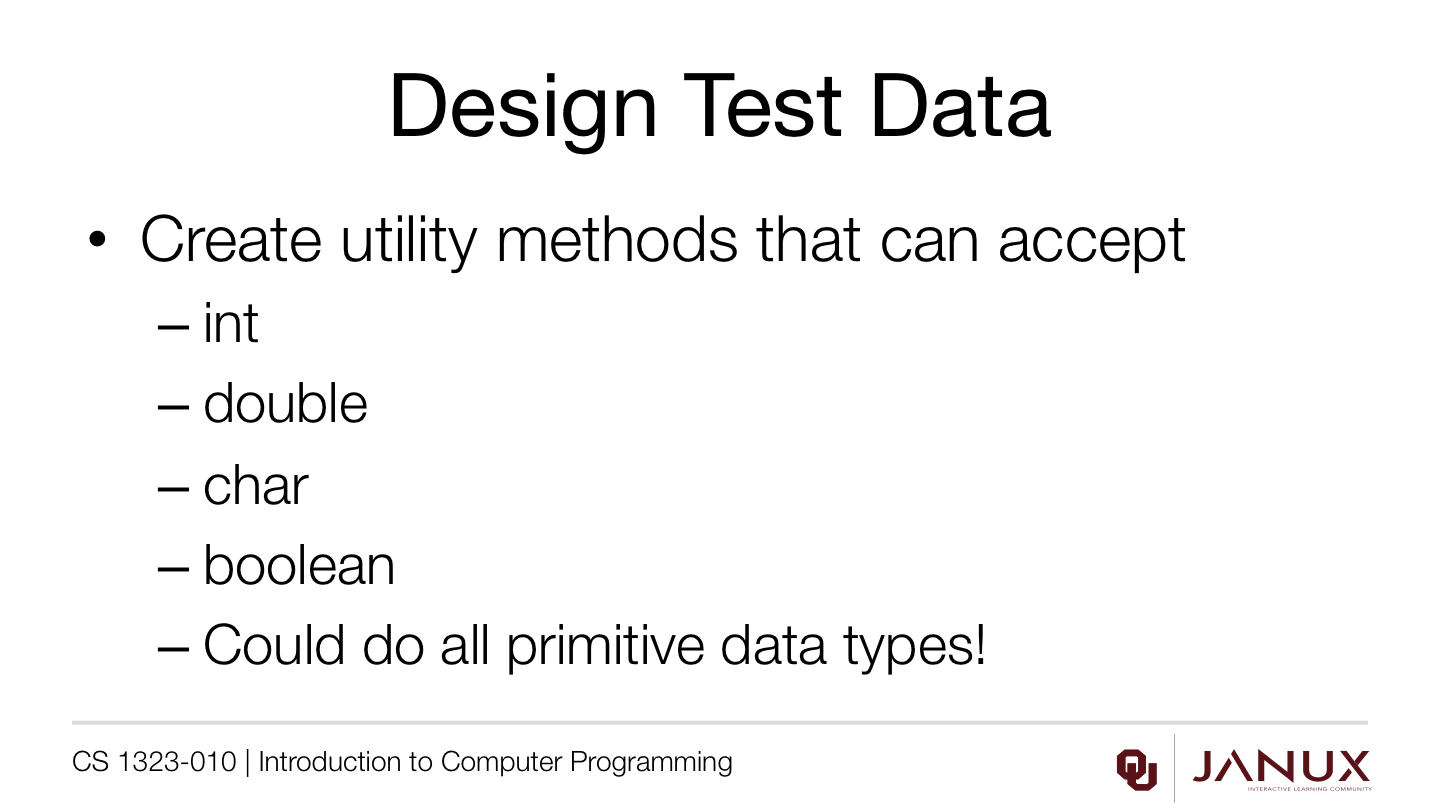 Design Test Data
• Create utility methods that can accept
– int
– double
– char
– boolean
– Could do all primitive data types!
CS 1323-010 | Introduction to Computer Programming
OU
JANUX
INTERACTIVE LEARNING COMMUNITY